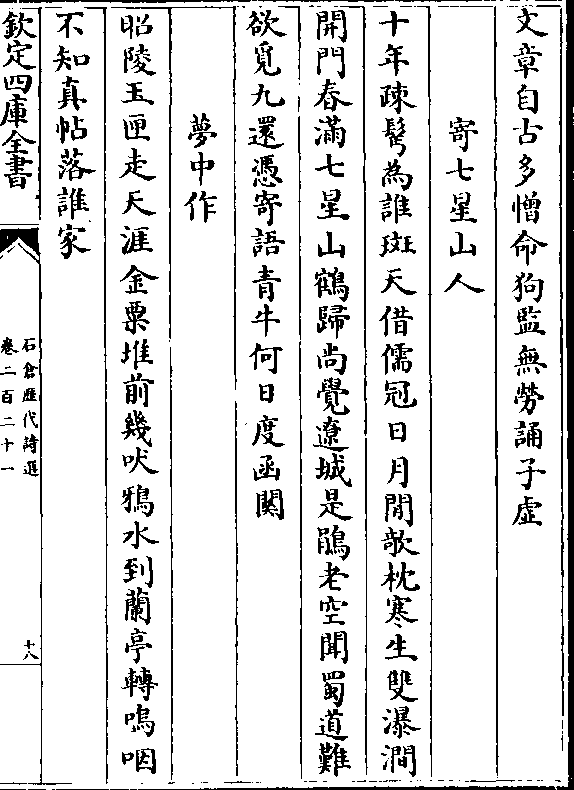 文章自古多憎命狗監無勞誦子虛
寄七星山人
十年疎髩為誰斑天借儒冠日月閒欹枕寒生雙瀑澗
開門春滿七星山鶴歸尚覺遼城是鵑老空聞蜀道難
欲覓九還憑寄語青牛何日度函関
夢中作
昭陵玉匣走天涯金粟堆前幾吠鴉水到蘭亭轉嗚咽
不知真帖落誰家
欽定四庫全書
石倉歷代詩選
卷二百二十一
十八